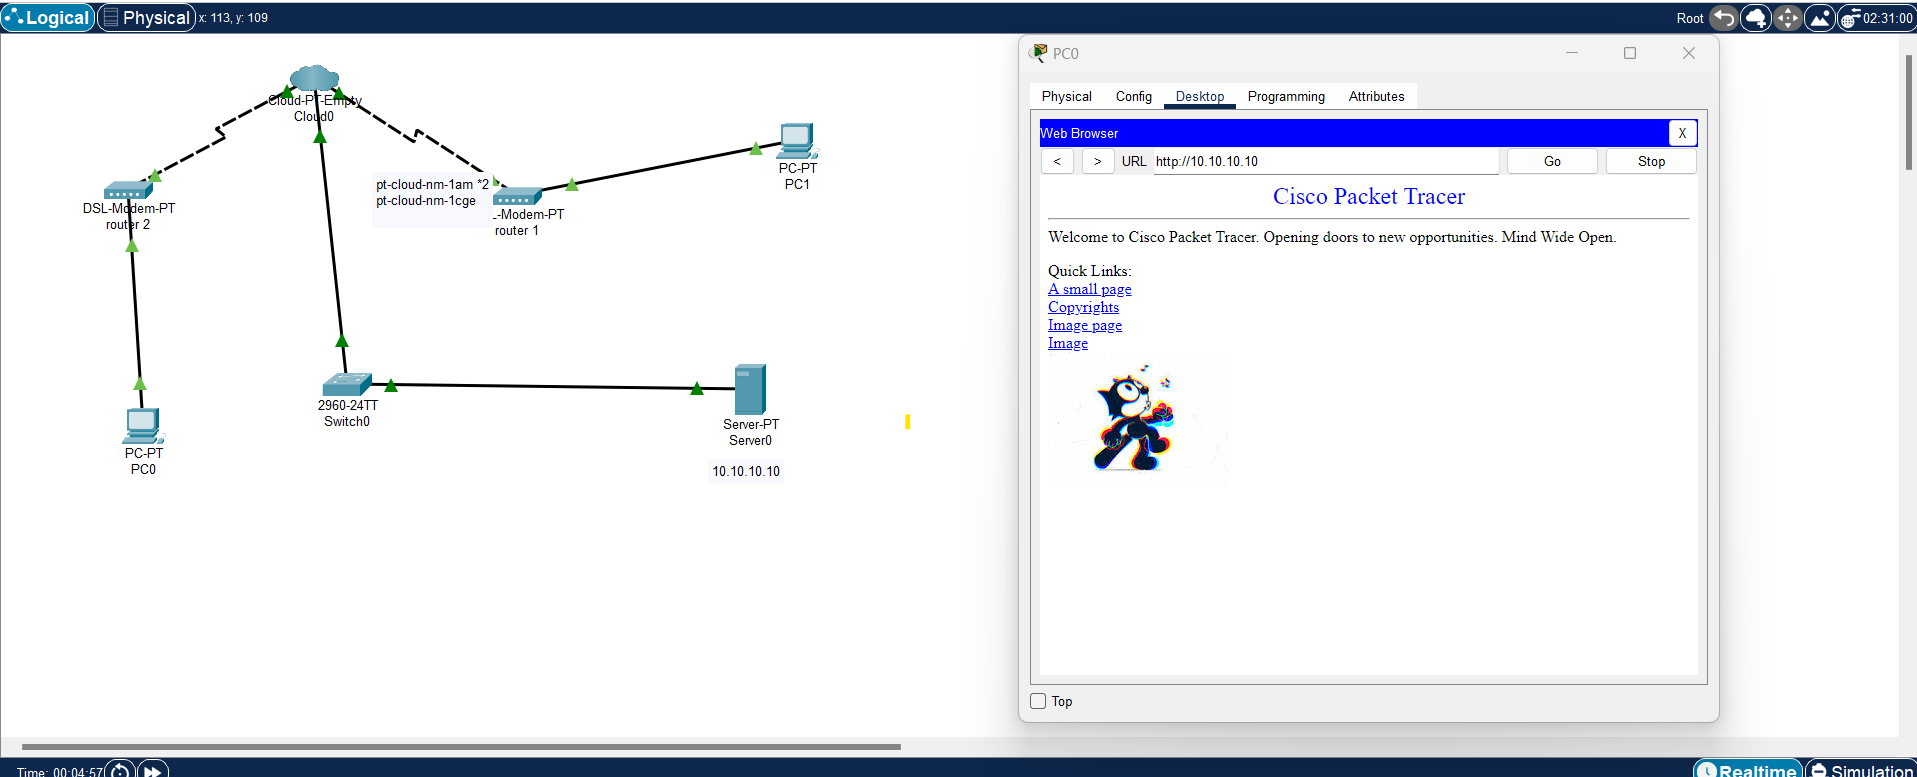 Logical
Physical
x: 113, y: 109
Root
02:31:00
Cloud-PT-Empty
Cloud0
DSL-Modem-PT
router 2
pt-cloud-nm-1am *2
pt-cloud-nm-1cge
L-Modem-PT
router 1
PC-PT
PC1
2960-24TT
Switch0
Server-PT
Server0
10.10.10.10
PC-PT
PC0
PC0
Physical Config Desktop Programming Attributes
Web Browser X
< > URL http://10.10.10.10 Go Stop
Cisco Packet Tracer
Welcome to Cisco Packet Tracer. Opening doors to new opportunities. Mind Wide Open.
Quick Links:
A small page
Copyrights
Image page
Image
Top
Time: 00:04:57
Realtime
Simulation